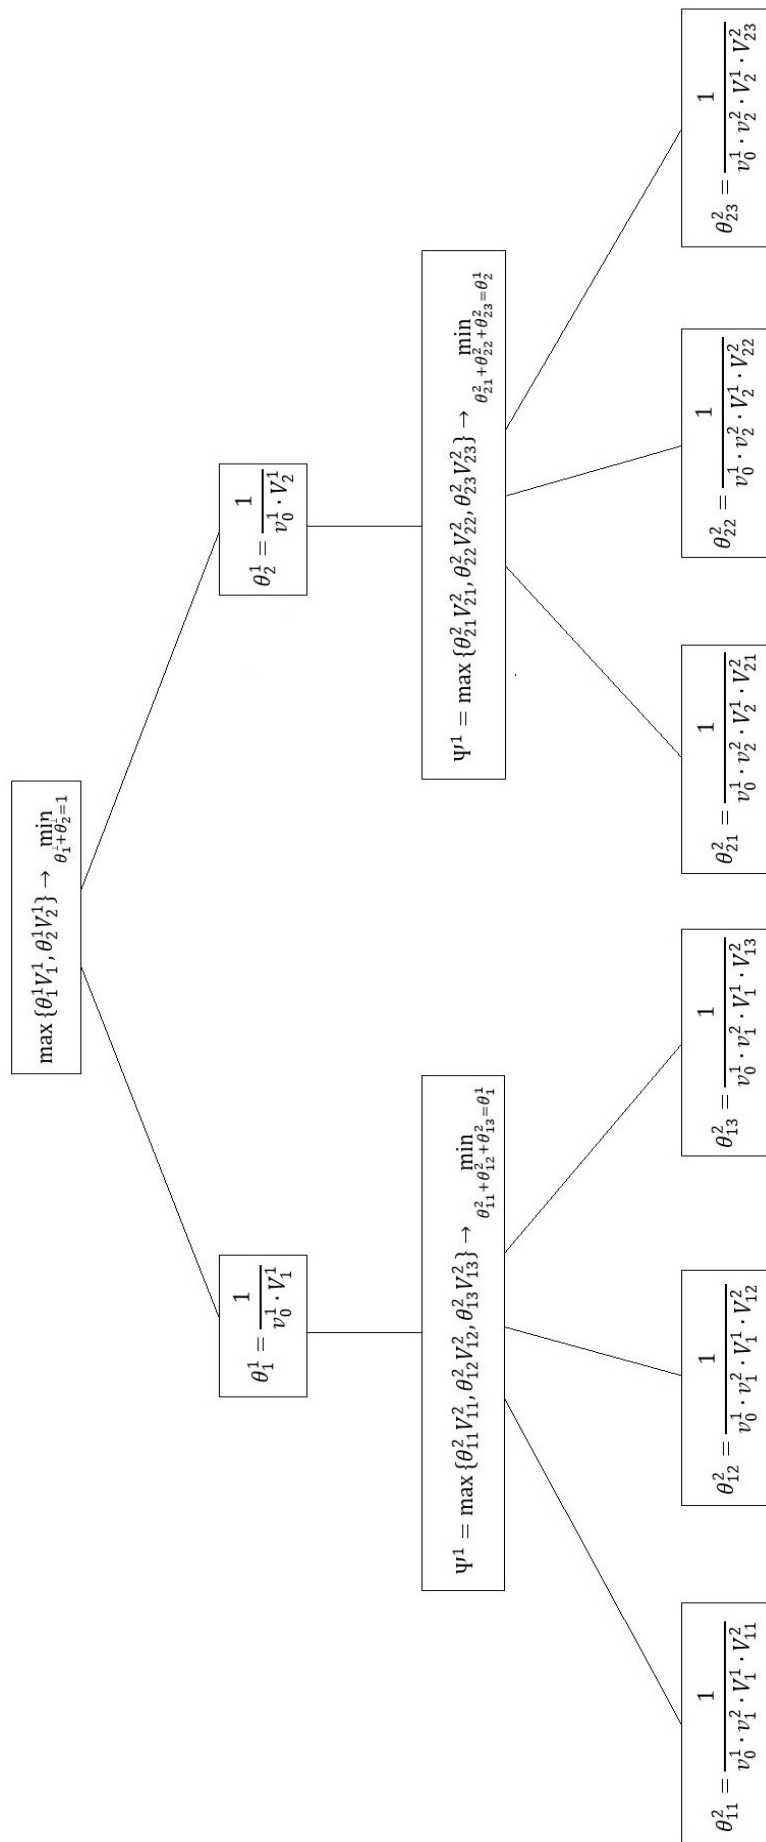 max {θ₁¹V₁¹, θ₂¹V₂¹} → min θ₁¹+θ₂¹=1
θ₁¹ = 1 / (v₀¹ · V₁¹)
θ₂¹ = 1 / (v₀¹ · V₂¹)
Ψ¹ = max {θ₁₁²V₁₁², θ₁₂²V₁₂², θ₁₃²V₁₃²} → min θ₁₁²+θ₁₂²+θ₁₃²=θ₁¹
Ψ¹ = max {θ₂₁²V₂₁², θ₂₂²V₂₂², θ₂₃²V₂₃²} → min θ₂₁²+θ₂₂²+θ₂₃²=θ₂¹
θ₁₁² = 1 / (v₀¹ · v₁² · V₁¹ · V₁₁²)
θ₁₂² = 1 / (v₀¹ · v₁² · V₁¹ · V₁₂²)
θ₁₃² = 1 / (v₀¹ · v₁² · V₁¹ · V₁₃²)
θ₂₁² = 1 / (v₀¹ · v₂² · V₂¹ · V₂₁²)
θ₂₂² = 1 / (v₀¹ · v₂² · V₂¹ · V₂₂²)
θ₂₃² = 1 / (v₀¹ · v₂² · V₂¹ · V₂₃²)